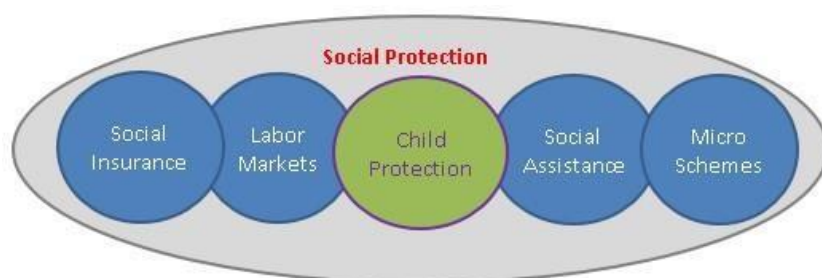 Social Protection
Social
Insurance
Labor
Markets
Child
Protection
Social
Assistance
Micro
Schemes